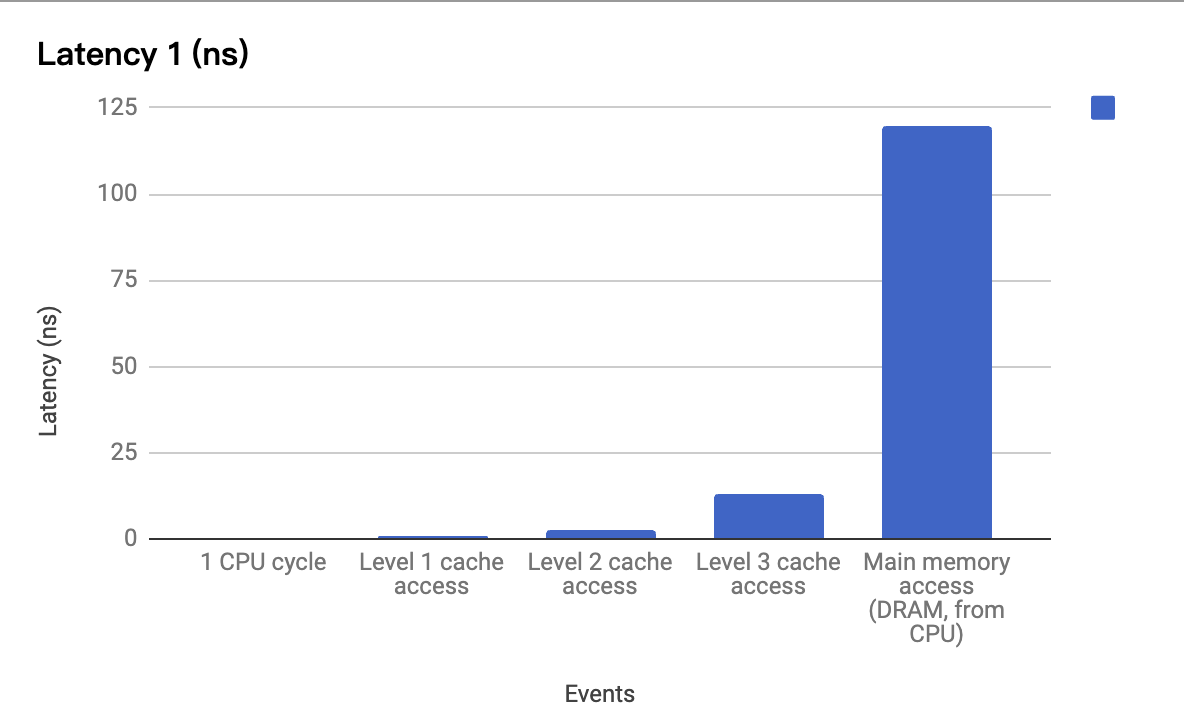 Latency 1 (ns)
125
100
75
50
25
0
Latency (ns)
1 CPU cycle
Level 1 cache
access
Level 2 cache
access
Level 3 cache
access
Main memory
access
(DRAM, from
CPU)
Events